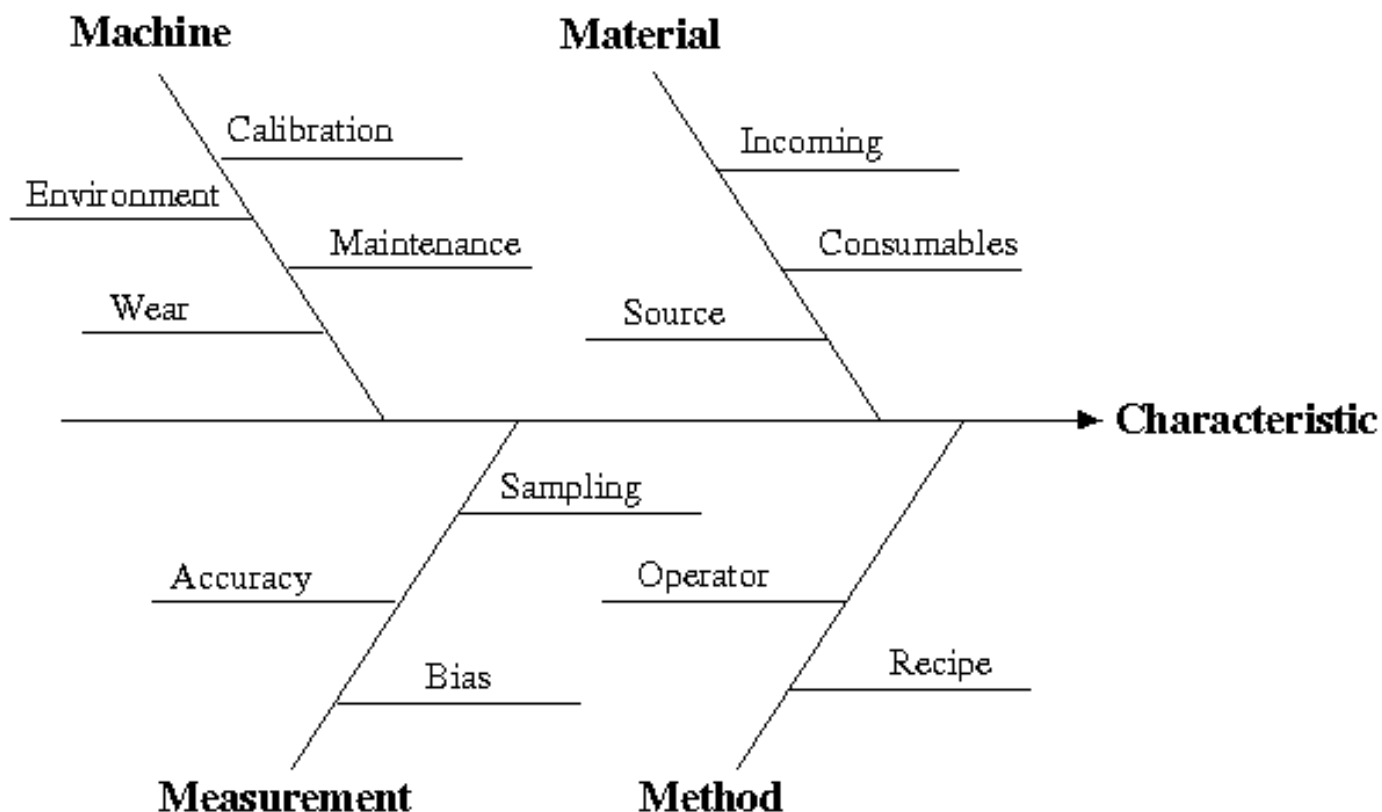 Machine
Material
Calibration
Incoming
Environment
Maintenance
Consumables
Wear
Source
Characteristic
Sampling
Accuracy
Operator
Bias
Recipe
Measurement
Method